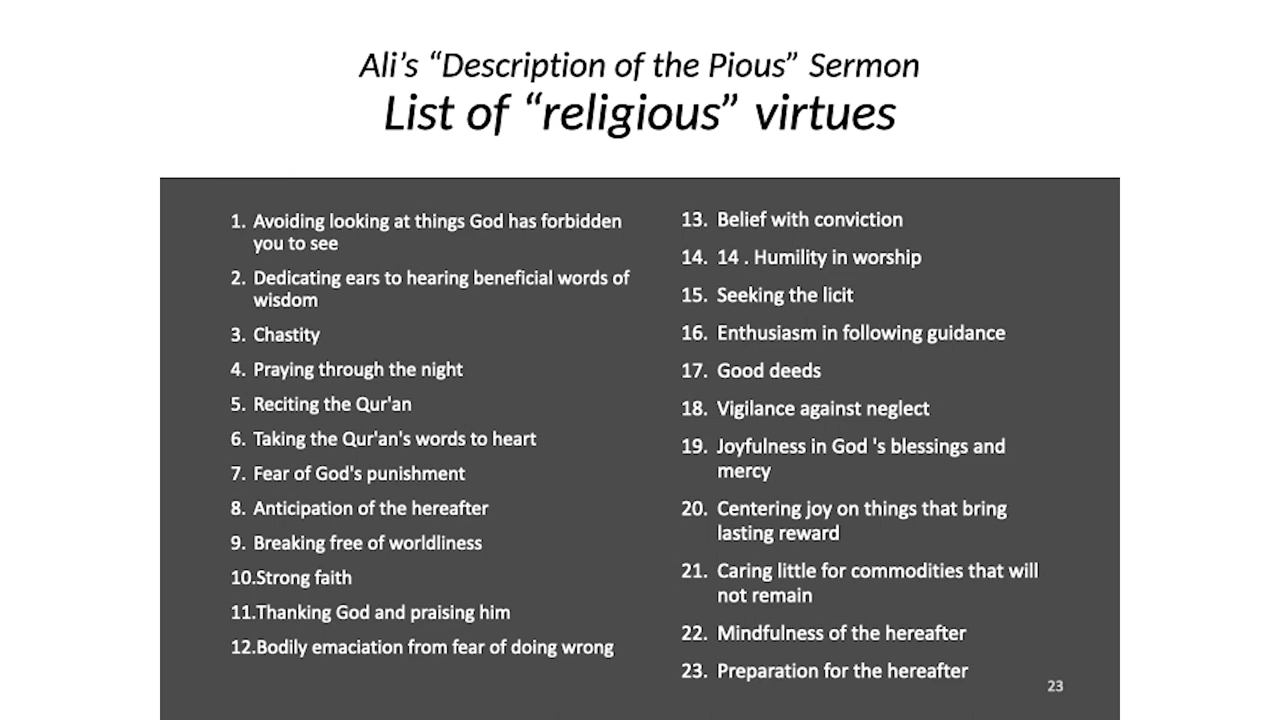 Ali's “Description of the Pious” Sermon
List of “religious” virtues
1. Avoiding looking at things God has forbidden
you to see
2. Dedicating ears to hearing beneficial words of
wisdom
3. Chastity
4. Praying through the night
5. Reciting the Qur'an
6. Taking the Qur'an's words to heart
7. Fear of God's punishment
8. Anticipation of the hereafter
9. Breaking free of worldliness
10.Strong faith
11.Thanking God and praising him
12.Bodily emaciation from fear of doing wrong
13. Belief with conviction
14. 14 . Humility in worship
15. Seeking the licit
16. Enthusiasm in following guidance
17. Good deeds
18. Vigilance against neglect
19. Joyfulness in God 's blessings and
mercy
20. Centering joy on things that bring
lasting reward
21. Caring little for commodities that will
not remain
22. Mindfulness of the hereafter
23. Preparation for the hereafter
23